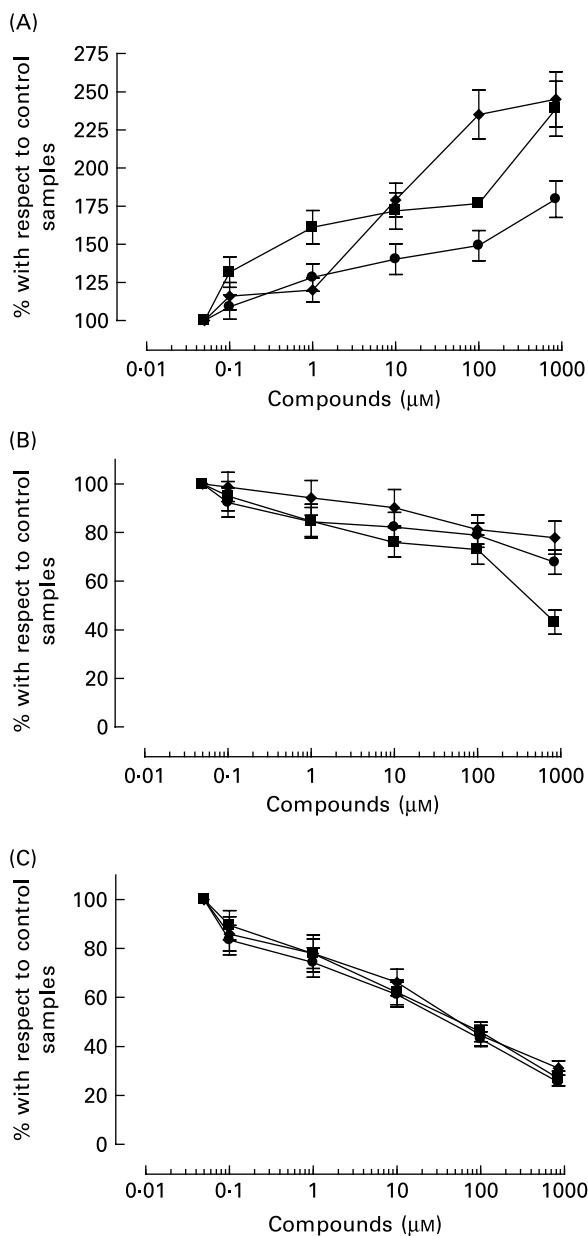 (A)
275
250
225
200
175
150
125
100
% with respect to control
samples
0·01 0·1 1 10 100 1000
Compounds (μM)
(B)
100
80
60
40
20
0
% with respect to control
samples
0·01 0·1 1 10 100 1000
Compounds (μM)
(C)
100
80
60
40
20
0
% with respect to control
samples
0·01 0·1 1 10 100 1000
Compounds (μM)